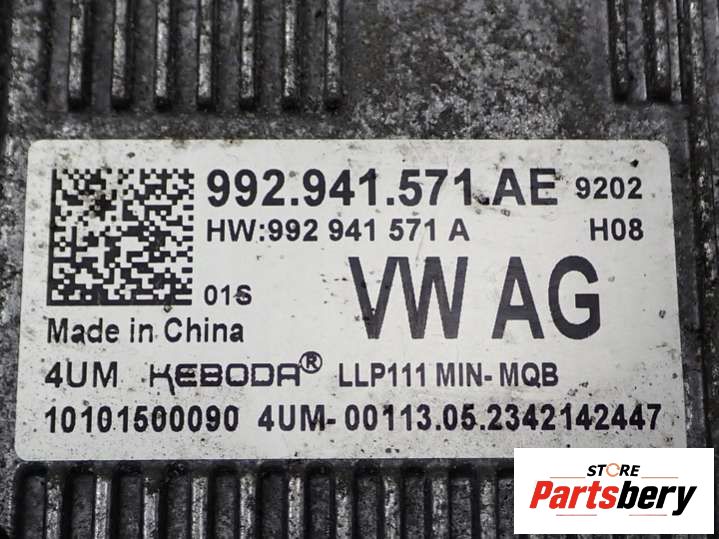 992.941.571.AE 9202
HW:992 941 571 A H08
01S VW AG
Made in China
4UM KEBODA® LLP111 MIN-MQB
10101500090 4UM-00113.05.2342142447
STORE
Partsbery